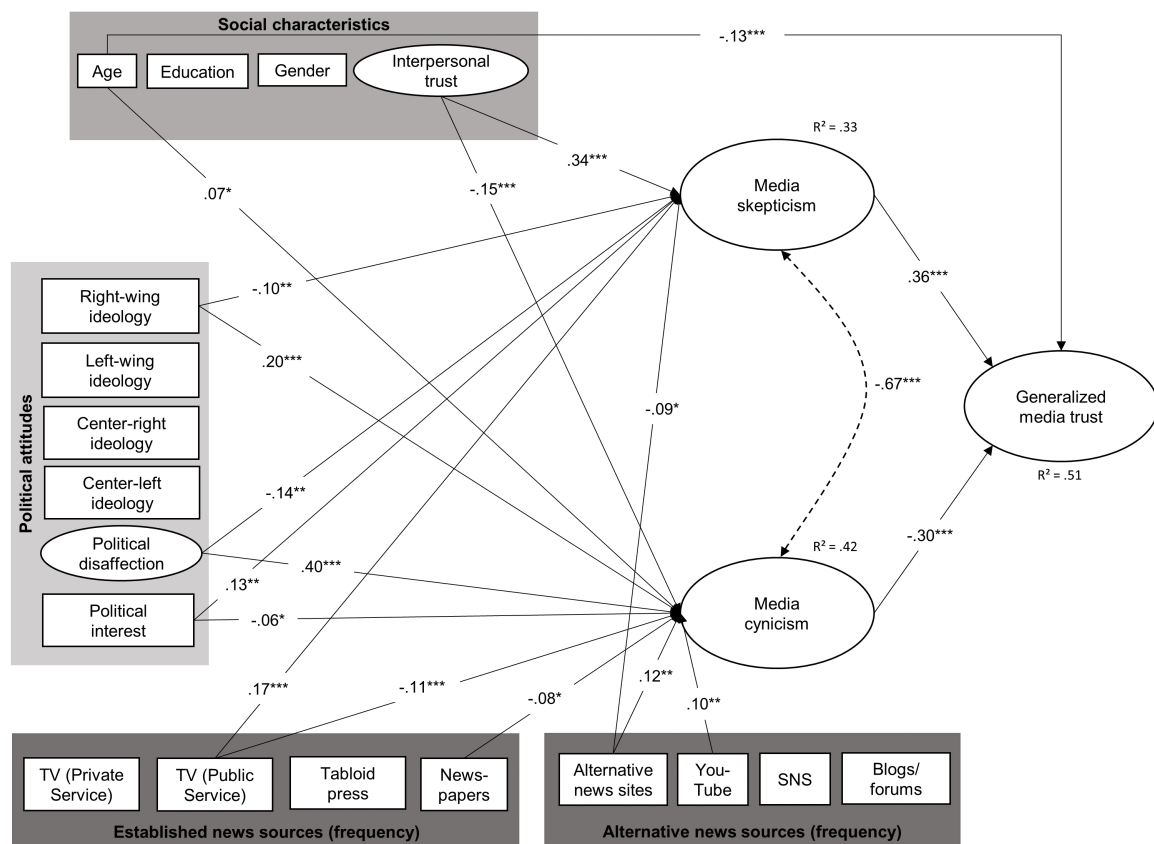 Social characteristics
Age
Education
Gender
Interpersonal
trust
-.13***
R² = .33
.34***
-.15***
.07*
Media
skepticism
.36***
Political attitudes
Right-wing
ideology
Left-wing
ideology
Center-right
ideology
Center-left
ideology
Political
disaffection
Political
interest
-.10**
.20***
-.14**
.40***
.13**
-.06*
-.09*
-.67***
Generalized
media trust
R² = .51
-.30***
R² = .42
Media
cynicism
.17***
-.11***
-.08*
.12**
.10**
TV (Private
Service)
TV (Public
Service)
Tabloid
press
News-
papers
Established news sources (frequency)
Alternative
news sites
You-
Tube
SNS
Blogs/
forums
Alternative news sources (frequency)